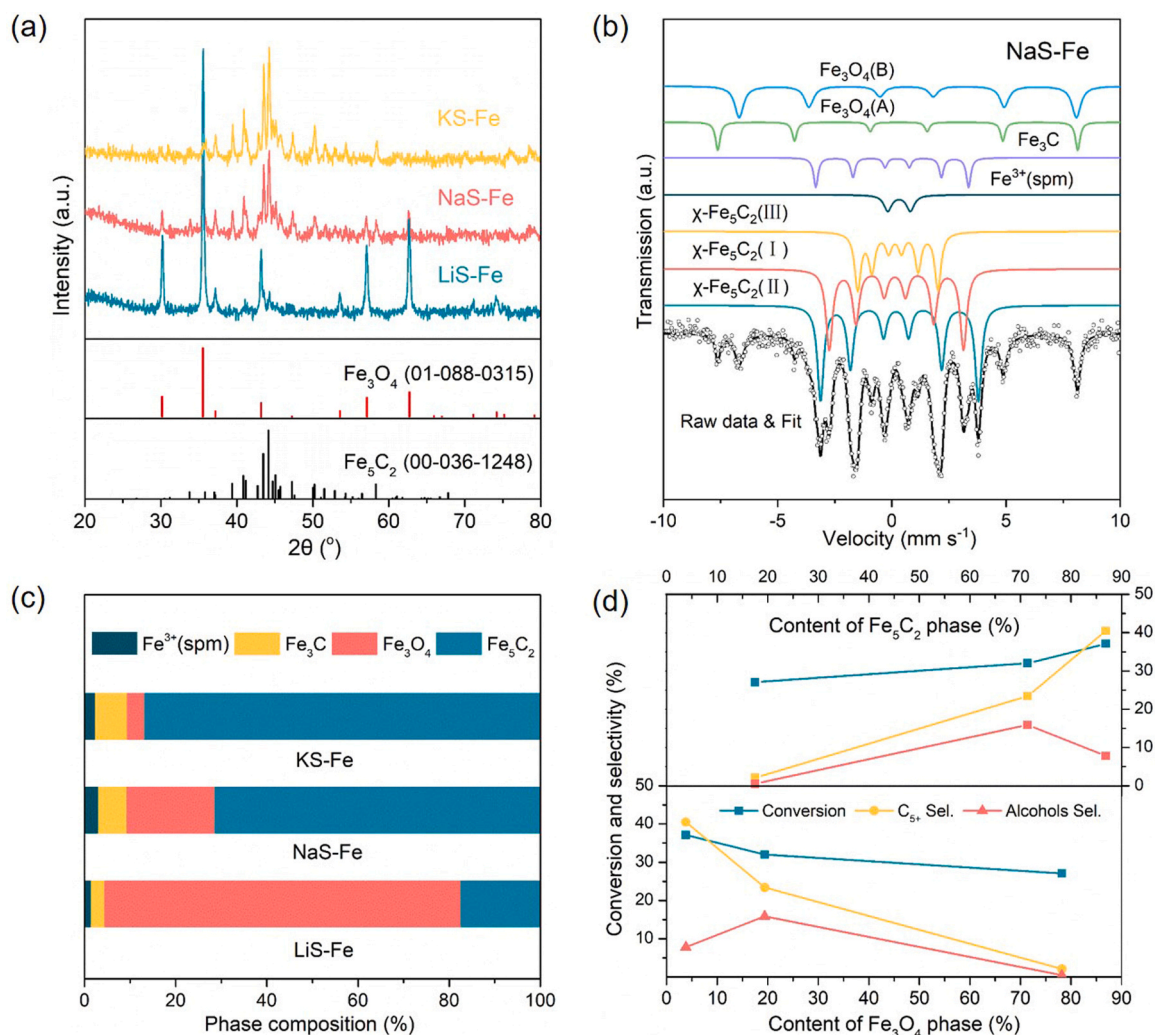 (a)
KS-Fe
NaS-Fe
LiS-Fe
Fe₃O₄ (01-088-0315)
Fe₅C₂ (00-036-1248)
Intensity (a.u.)
20 30 40 50 60 70 80
2θ (°)
(b)
NaS-Fe
Fe₃O₄(B)
Fe₃O₄(A)
Fe₃C
Fe³⁺(spm)
χ-Fe₅C₂(III)
χ-Fe₅C₂(I)
χ-Fe₅C₂(II)
Raw data & Fit
Transmission (a.u.)
-10 -5 0 5 10
Velocity (mm s⁻¹)
(c)
Fe³⁺(spm) Fe₃C Fe₃O₄ Fe₅C₂
KS-Fe
NaS-Fe
LiS-Fe
0 20 40 60 80 100
Phase composition (%)
(d)
0 10 20 30 40 50 60 70 80 90
Content of Fe₅C₂ phase (%)
50
40
30
20
10
0
Conversion and selectivity (%)
50
40
30
20
10
Conversion C₅₊ Sel. Alcohols Sel.
0 10 20 30 40 50 60 70 80 90
Content of Fe₃O₄ phase (%)